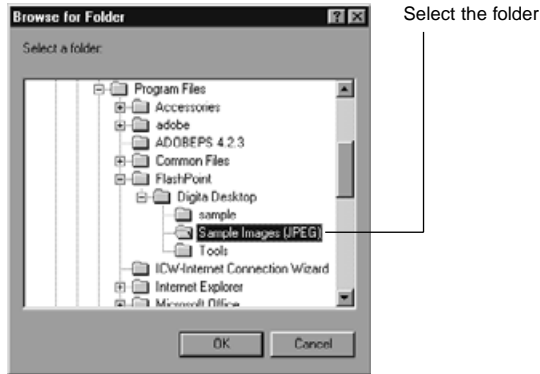 Browse for Folder
Select the folder
Select a folder:
Program Files
Accessories
adobe
ADOBEPS 4.2.3
Common Files
FlashPoint
Digita Desktop
sample
Sample Images (JPEG)
Tools
ICW-Internet Connection Wizard
Internet Explorer
Microsoft Office
OK
Cancel